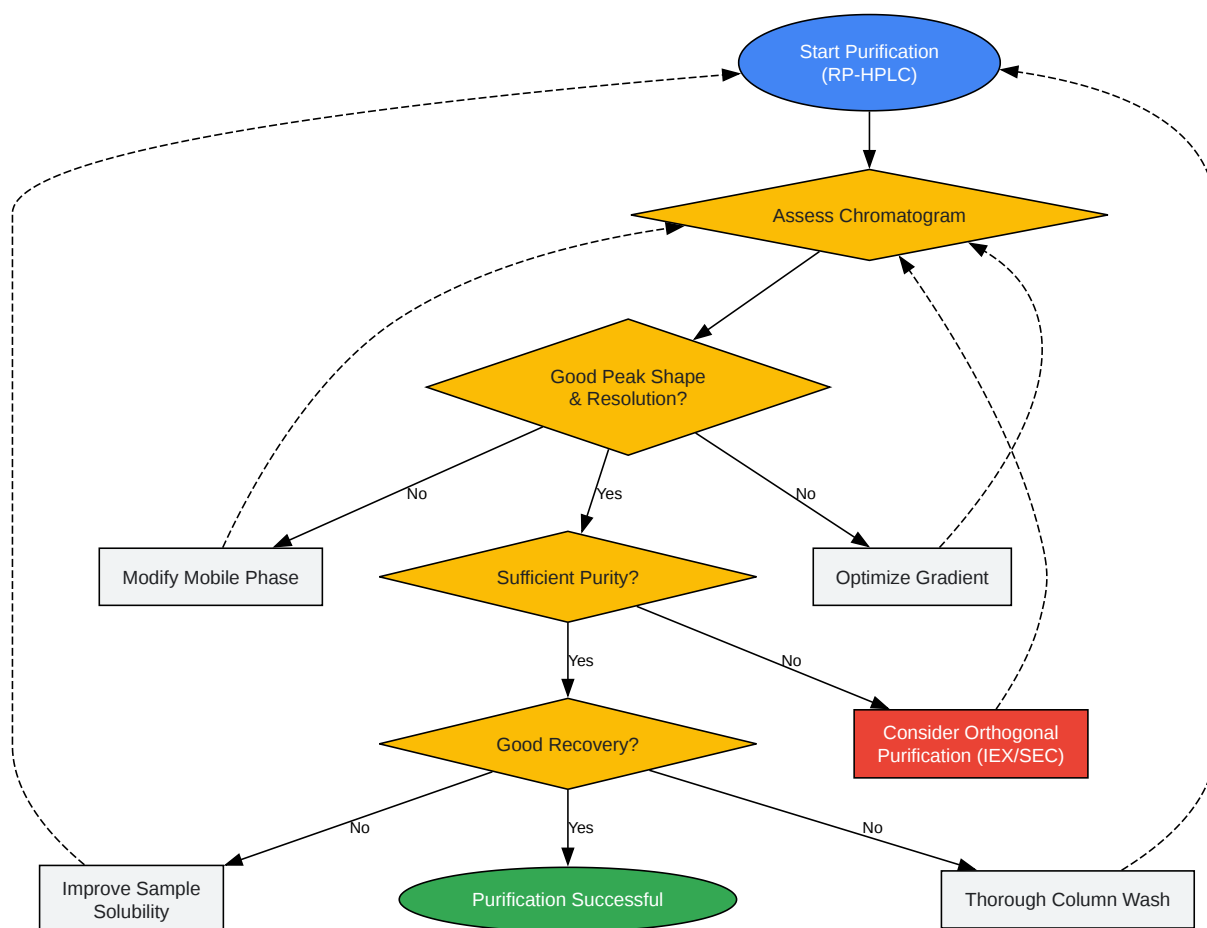 Start Purification
(RP-HPLC)
Assess Chromatogram
Good Peak Shape
& Resolution?
No
Yes
No
Modify Mobile Phase
Sufficient Purity?
Optimize Gradient
Yes
No
Good Recovery?
Consider Orthogonal
Purification (IEX/SEC)
No
Yes
No
Improve Sample
Solubility
Purification Successful
Thorough Column Wash